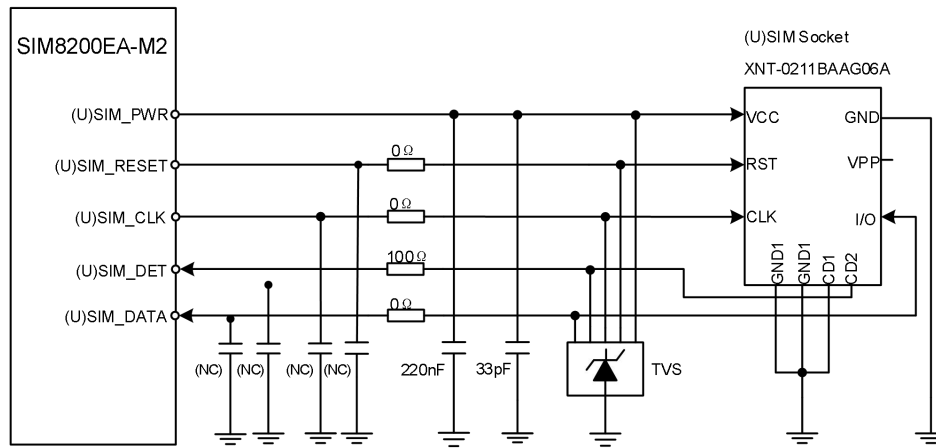 SIM8200EA-M2
(U)SIM Socket
XNT-0211BAAG06A
(U)SIM_PWR
VCC
GND
(U)SIM_RESET
0Ω
RST
VPP
(U)SIM_CLK
0Ω
CLK
I/O
(U)SIM_DET
100Ω
GND1
GND1
CD1
CD2
(U)SIM_DATA
0Ω
(NC)
(NC)
(NC)
(NC)
220nF
33pF
TVS